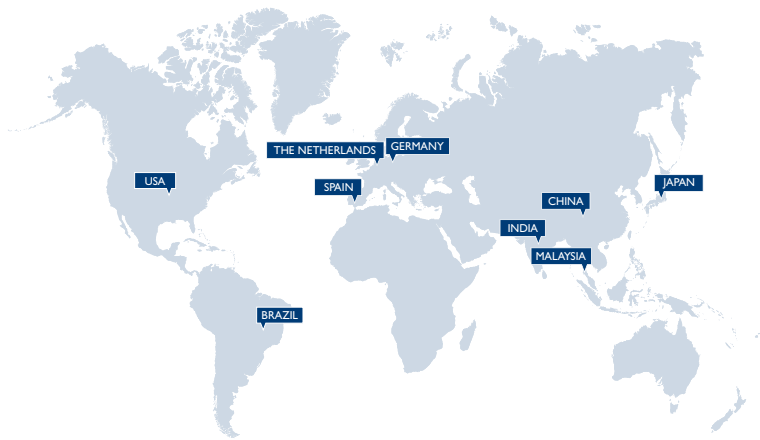 THE NETHERLANDS
GERMANY
USA
SPAIN
JAPAN
CHINA
INDIA
MALAYSIA
BRAZIL